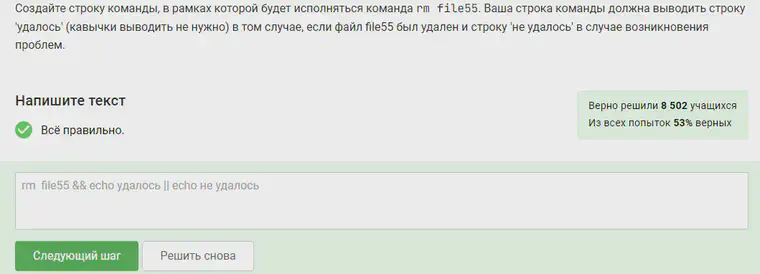 Создайте строку команды, в рамках которой будет исполняться команда rm file55. Ваша строка команды должна выводить строку
'удалось' (кавычки выводить не нужно) в том случае, если файл file55 был удален и строку 'не удалось' в случае возникновения
проблем.
Напишите текст
Верно решили 8 502 учащихся
Из всех попыток 53% верных
Всё правильно.
rm file55 && echo удалось || echo не удалось
Следующий шаг
Решить снова